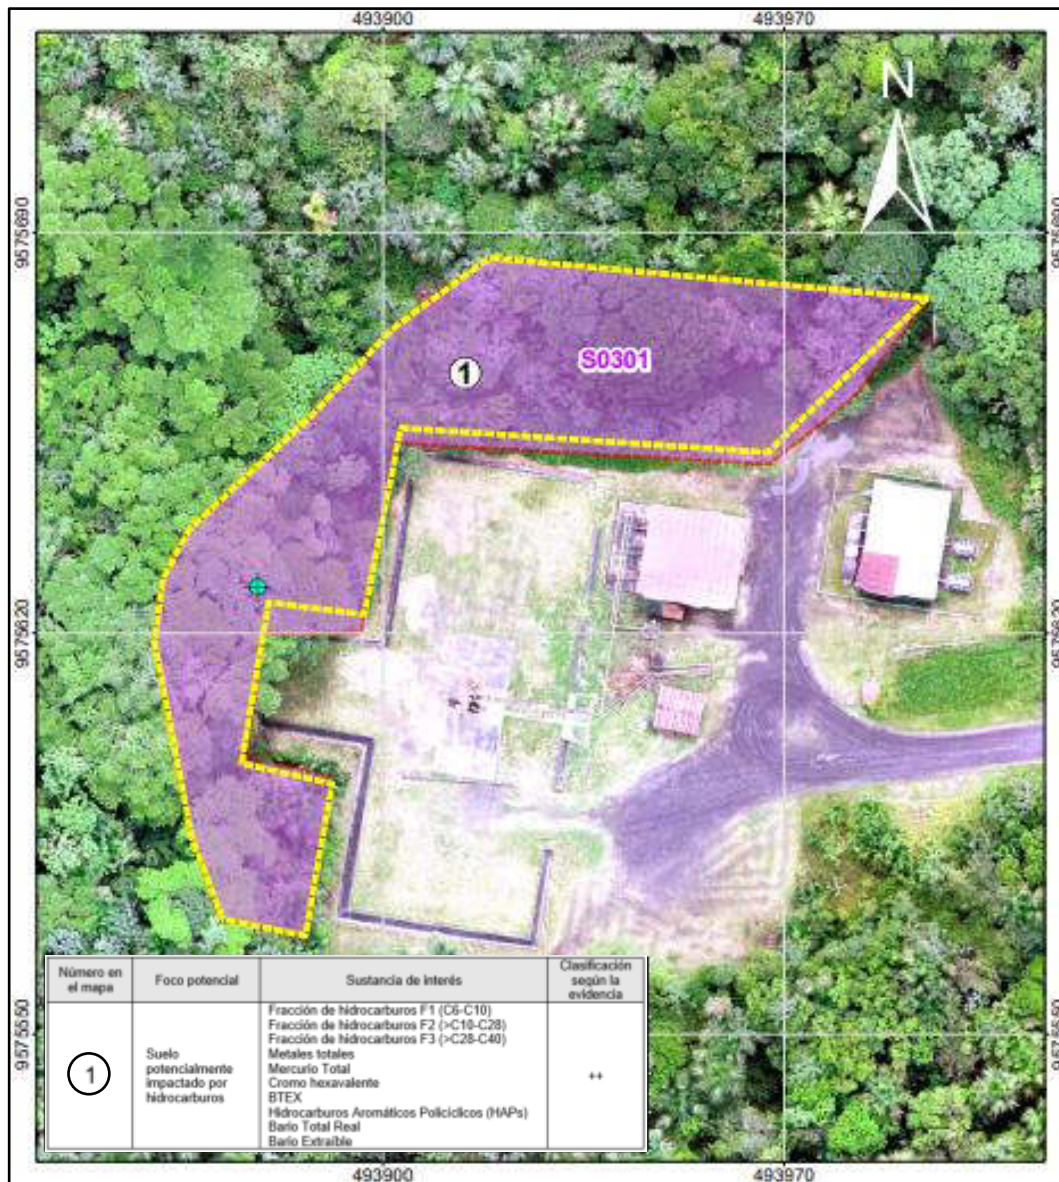 493900
493970
N
9575690
9575690
S0301
1
9575620
9575620
Número en el mapa
Foco potencial
Sustancia de interés
Clasificación según la evidencia
1
Suelo potencialmente impactado por hidrocarburos
Fracción de hidrocarburos F1 (C6-C10)
Fracción de hidrocarburos F2 (>C10-C28)
Fracción de hidrocarburos F3 (>C28-C40)
Metales totales
Mercurio Total
Cromo hexavalente
BTEX
Hidrocarburos Aromáticos Policíclicos (HAPs)
Bario Total Real
Bario Extraíble
++
9575550
9575550
493900
493970